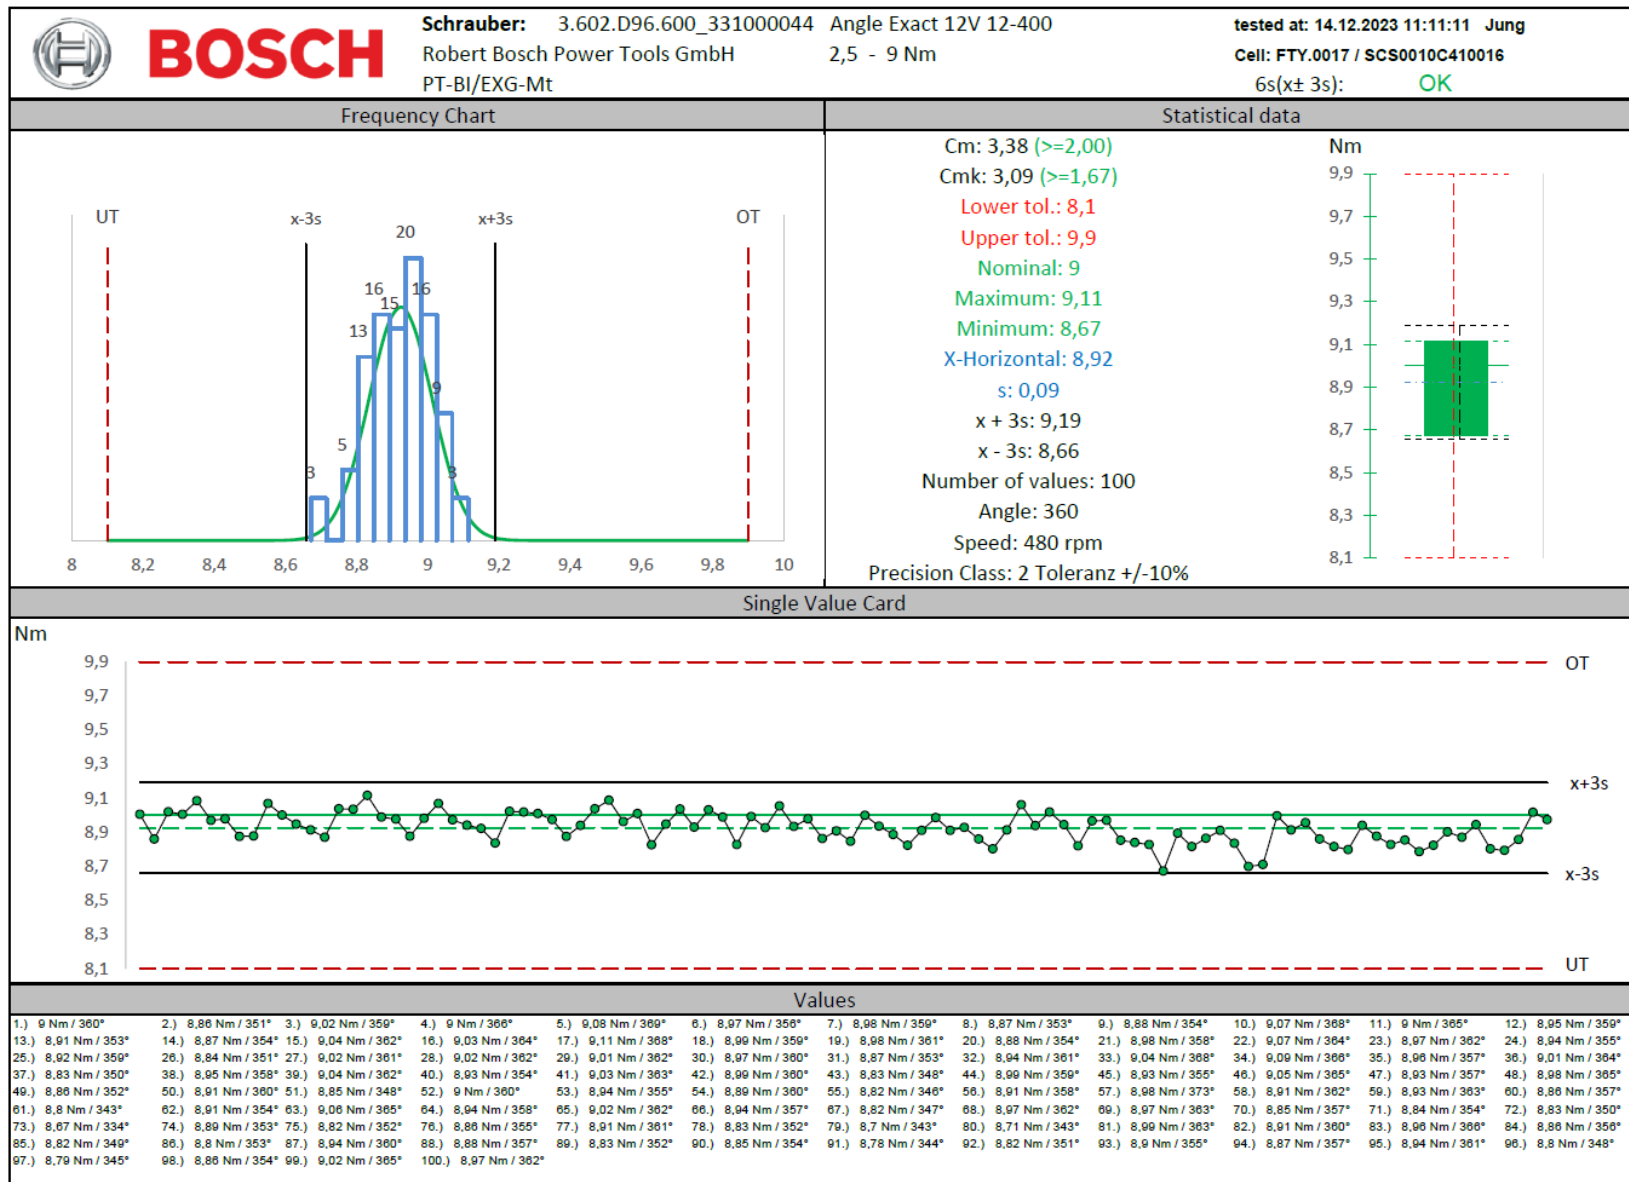 BOSCH
Schrauber: 3.602.D96.600_331000044 Angle Exact 12V 12-400
Robert Bosch Power Tools GmbH 2,5 - 9 Nm
PT-BI/EXG-Mt
tested at: 14.12.2023 11:11:11 Jung
Cell: FTY.0017 / SCS0010C410016
6s(x± 3s): OK
Frequency Chart
UT x-3s x+3s OT
20
16 16
15
13
9
5
3 3
8 8,2 8,4 8,6 8,8 9 9,2 9,4 9,6 9,8 10
Statistical data
Cm: 3,38 (>=2,00)
Cmk: 3,09 (>=1,67)
Lower tol.: 8,1
Upper tol.: 9,9
Nominal: 9
Maximum: 9,11
Minimum: 8,67
X-Horizontal: 8,92
s: 0,09
x + 3s: 9,19
x - 3s: 8,66
Number of values: 100
Angle: 360
Speed: 480 rpm
Precision Class: 2 Toleranz +/-10%
Nm
9,9
9,7
9,5
9,3
9,1
8,9
8,7
8,5
8,3
8,1
Single Value Card
Nm
9,9 OT
9,7
9,5
9,3
x+3s
9,1
8,9
8,7
x-3s
8,5
8,3
8,1 UT
Values
1.) 9 Nm / 360° 2.) 8,86 Nm / 351° 3.) 9,02 Nm / 359° 4.) 9 Nm / 366° 5.) 9,08 Nm / 369° 6.) 8,97 Nm / 356° 7.) 8,98 Nm / 359° 8.) 8,87 Nm / 353° 9.) 8,88 Nm / 354° 10.) 9,07 Nm / 368° 11.) 9 Nm / 365° 12.) 8,95 Nm / 359°
13.) 8,91 Nm / 353° 14.) 8,87 Nm / 354° 15.) 9,04 Nm / 362° 16.) 9,03 Nm / 364° 17.) 9,11 Nm / 368° 18.) 8,99 Nm / 359° 19.) 8,98 Nm / 361° 20.) 8,88 Nm / 354° 21.) 8,98 Nm / 358° 22.) 9,07 Nm / 364° 23.) 8,97 Nm / 362° 24.) 8,94 Nm / 355°
25.) 8,92 Nm / 359° 26.) 8,84 Nm / 351° 27.) 9,02 Nm / 361° 28.) 9,02 Nm / 362° 29.) 9,01 Nm / 362° 30.) 8,97 Nm / 360° 31.) 8,87 Nm / 353° 32.) 8,94 Nm / 361° 33.) 9,04 Nm / 368° 34.) 9,09 Nm / 366° 35.) 8,96 Nm / 357° 36.) 9,01 Nm / 364°
37.) 8,83 Nm / 350° 38.) 8,95 Nm / 358° 39.) 9,04 Nm / 362° 40.) 8,93 Nm / 354° 41.) 9,03 Nm / 363° 42.) 8,99 Nm / 360° 43.) 8,83 Nm / 348° 44.) 8,99 Nm / 359° 45.) 8,93 Nm / 355° 46.) 9,05 Nm / 365° 47.) 8,93 Nm / 357° 48.) 8,98 Nm / 365°
49.) 8,86 Nm / 352° 50.) 8,91 Nm / 360° 51.) 8,85 Nm / 348° 52.) 9 Nm / 360° 53.) 8,94 Nm / 355° 54.) 8,89 Nm / 360° 55.) 8,82 Nm / 346° 56.) 8,91 Nm / 358° 57.) 8,98 Nm / 373° 58.) 8,91 Nm / 362° 59.) 8,93 Nm / 363° 60.) 8,86 Nm / 357°
61.) 8,8 Nm / 343° 62.) 8,91 Nm / 354° 63.) 9,06 Nm / 365° 64.) 8,94 Nm / 358° 65.) 9,02 Nm / 362° 66.) 8,94 Nm / 357° 67.) 8,82 Nm / 347° 68.) 8,97 Nm / 362° 69.) 8,97 Nm / 363° 70.) 8,85 Nm / 357° 71.) 8,84 Nm / 354° 72.) 8,83 Nm / 350°
73.) 8,67 Nm / 334° 74.) 8,89 Nm / 353° 75.) 8,82 Nm / 352° 76.) 8,86 Nm / 355° 77.) 8,91 Nm / 361° 78.) 8,83 Nm / 352° 79.) 8,7 Nm / 343° 80.) 8,71 Nm / 343° 81.) 8,99 Nm / 363° 82.) 8,91 Nm / 360° 83.) 8,96 Nm / 366° 84.) 8,86 Nm / 356°
85.) 8,82 Nm / 349° 86.) 8,8 Nm / 353° 87.) 8,94 Nm / 360° 88.) 8,88 Nm / 357° 89.) 8,83 Nm / 352° 90.) 8,85 Nm / 354° 91.) 8,78 Nm / 344° 92.) 8,82 Nm / 351° 93.) 8,9 Nm / 355° 94.) 8,87 Nm / 357° 95.) 8,94 Nm / 361° 96.) 8,8 Nm / 348°
97.) 8,79 Nm / 345° 98.) 8,86 Nm / 354° 99.) 9,02 Nm / 365° 100.) 8,97 Nm / 362°